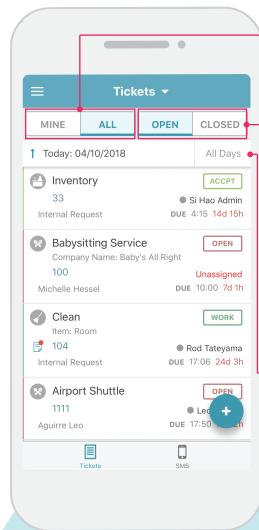 Tickets
MINE ALL OPEN CLOSED
Today: 04/10/2018 All Days
Inventory ACCPT
33 Si Hao Admin
Internal Request DUE 4:15 14d 15h
Babysitting Service OPEN
Company Name: Baby's All Right
100 Unassigned
Michelle Hessel DUE 10:00 7d 1h
Clean WORK
Item: Room
104 Rod Tateyama
Internal Request DUE 17:06 24d 3h
Airport Shuttle OPEN
1111
Aguirre Leo DUE 17:50
Tickets SMS